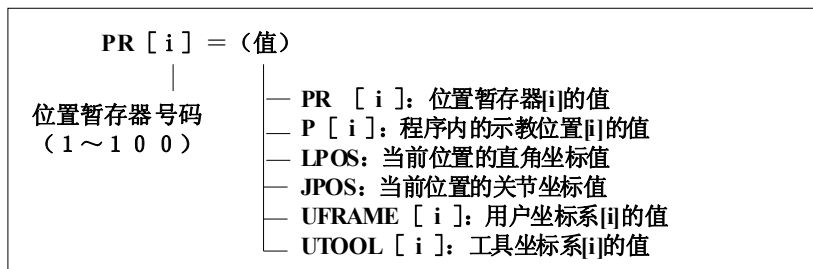 PR［i］＝（值）
位置暂存器号码
（1～100）
PR ［i］：位置暂存器[i]的值
P［i］：程序内的示教位置[i]的值
LPOS：当前位置的直角坐标值
JPOS：当前位置的关节坐标值
UFRAME［i］：用户坐标系[i]的值
UTOOL［i］：工具坐标系[i]的值